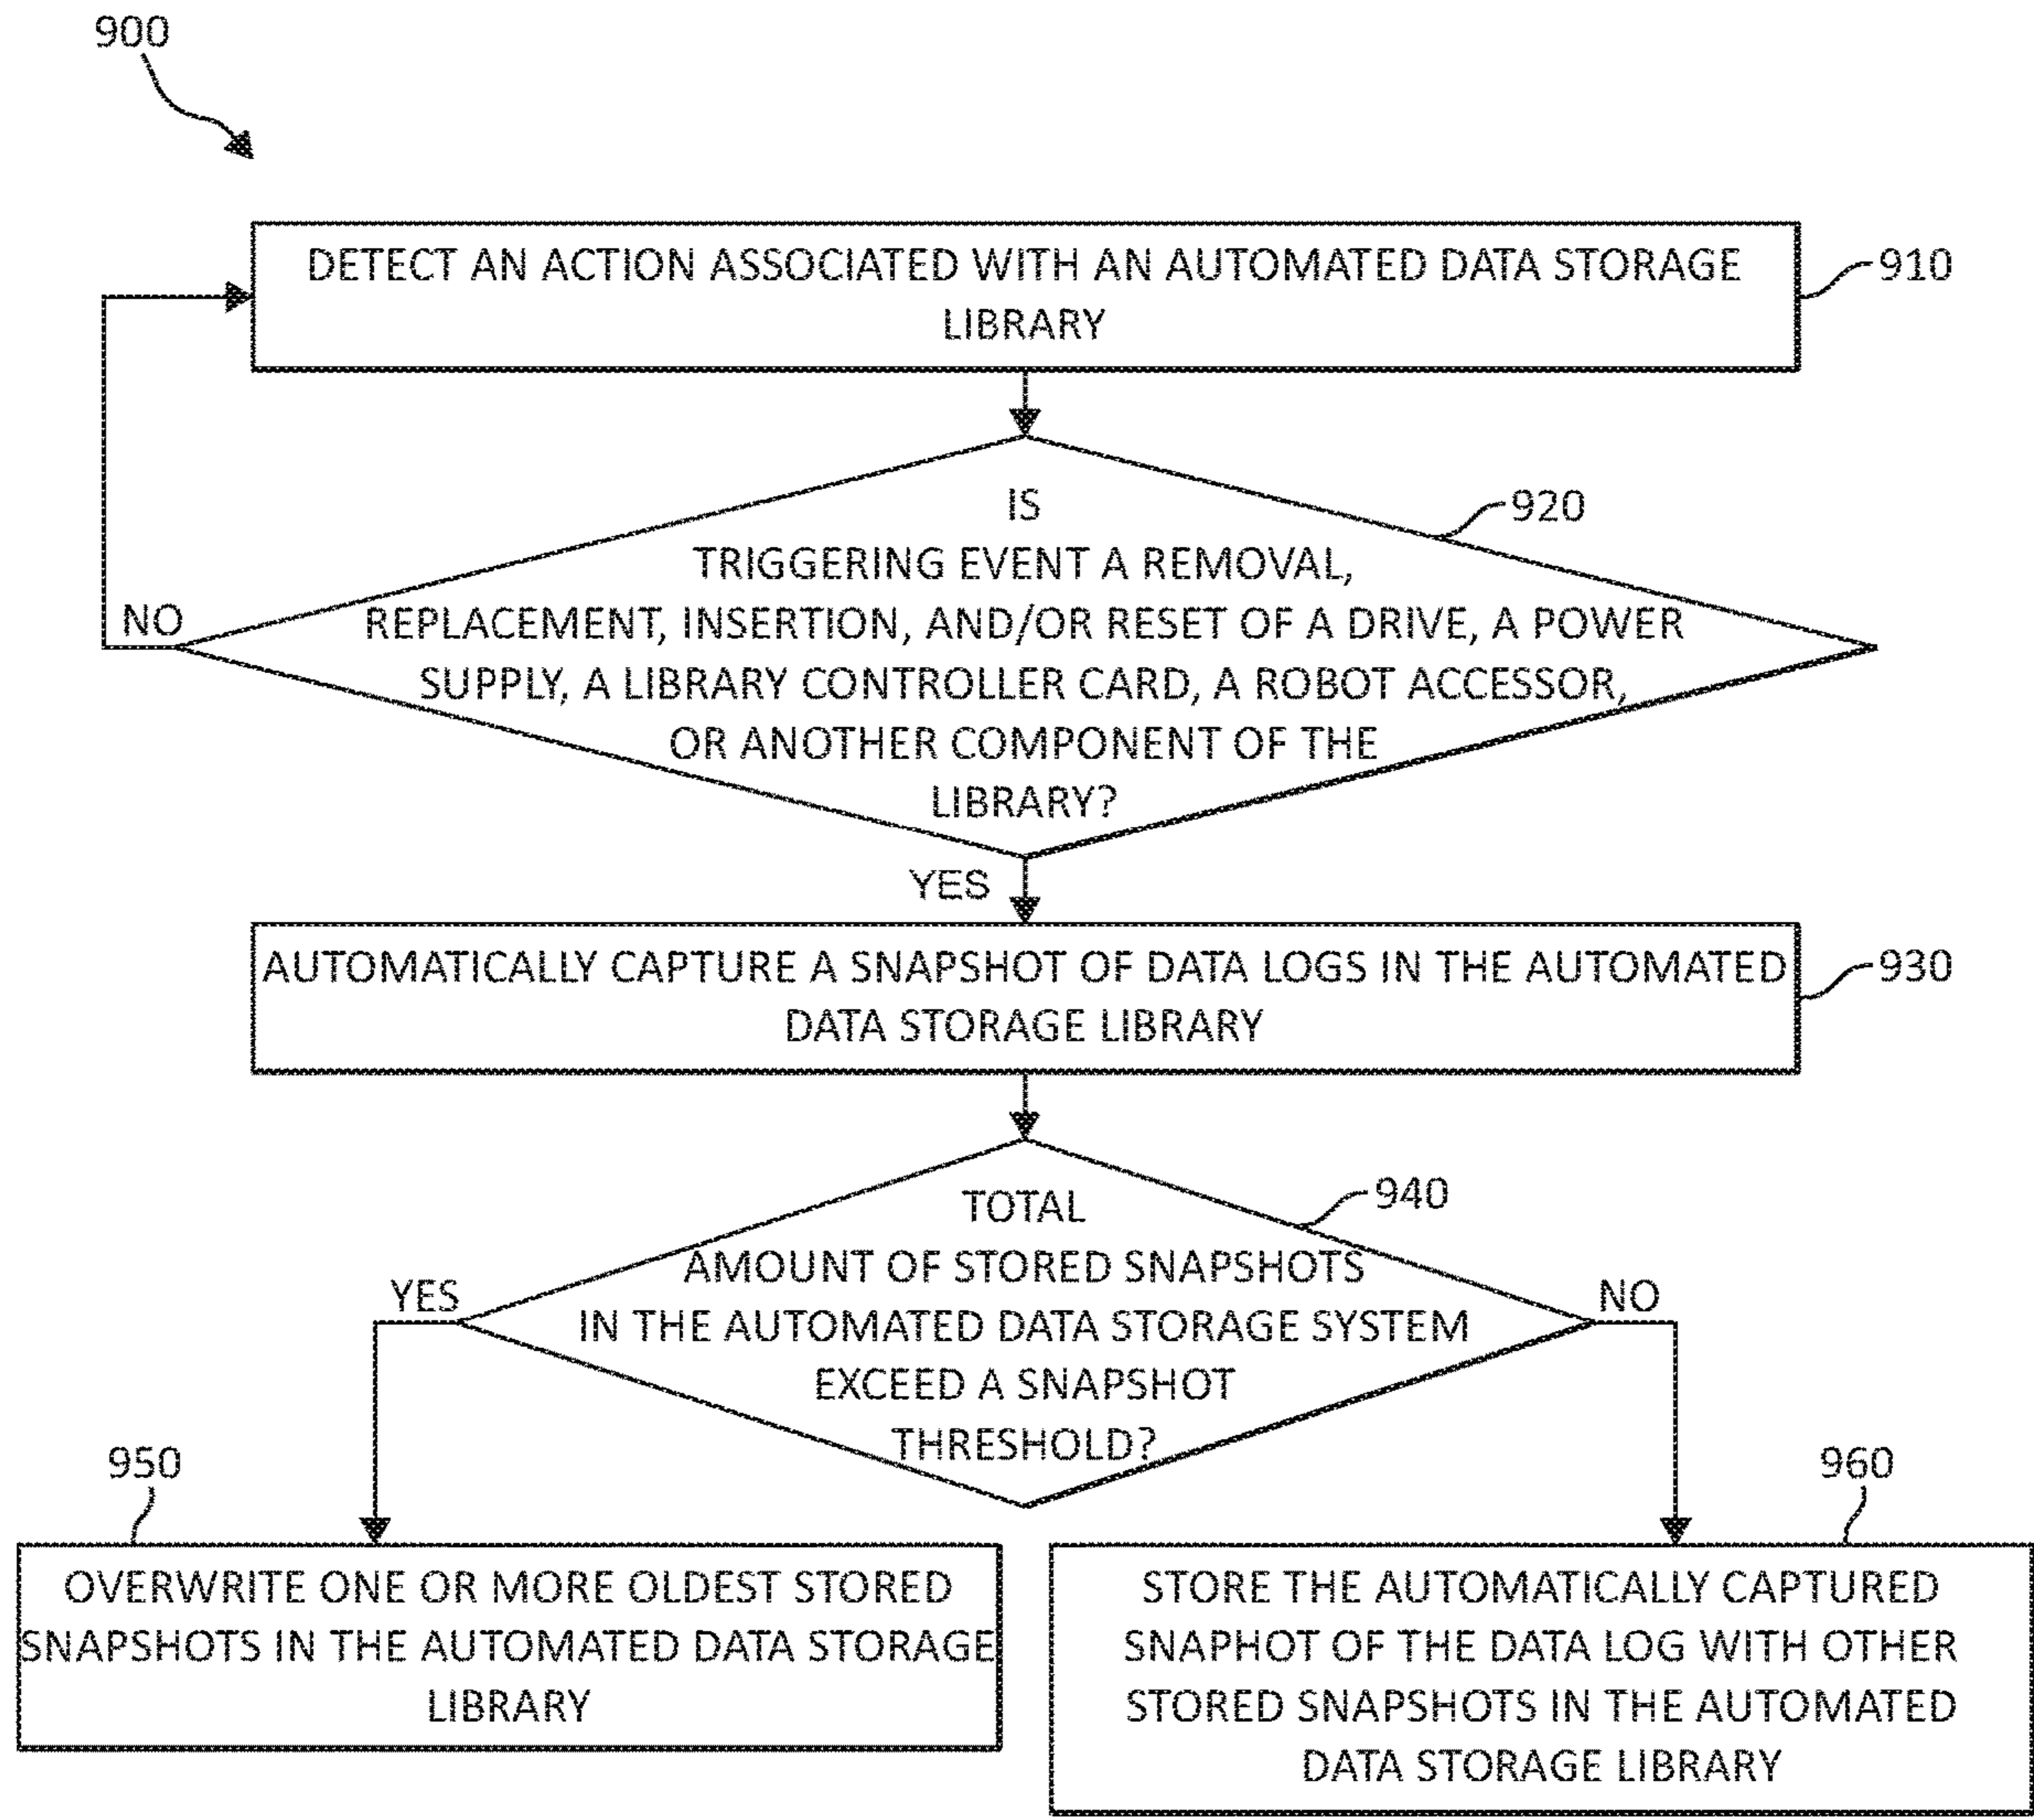 900
DETECT AN ACTION ASSOCIATED WITH AN AUTOMATED DATA STORAGE
LIBRARY
910
IS
920
TRIGGERING EVENT A REMOVAL,
NO
REPLACEMENT, INSERTION, AND/OR RESET OF A DRIVE, A POWER
SUPPLY, A LIBRARY CONTROLLER CARD, A ROBOT ACCESSOR,
OR ANOTHER COMPONENT OF THE
LIBRARY?
YES
AUTOMATICALLY CAPTURE A SNAPSHOT OF DATA LOGS IN THE AUTOMATED
DATA STORAGE LIBRARY
930
TOTAL
940
AMOUNT OF STORED SNAPSHOTS
YES
NO
IN THE AUTOMATED DATA STORAGE SYSTEM
EXCEED A SNAPSHOT
THRESHOLD?
950
OVERWRITE ONE OR MORE OLDEST STORED
SNAPSHOTS IN THE AUTOMATED DATA STORAGE
LIBRARY
960
STORE THE AUTOMATICALLY CAPTURED
SNAPHOT OF THE DATA LOG WITH OTHER
STORED SNAPSHOTS IN THE AUTOMATED
DATA STORAGE LIBRARY